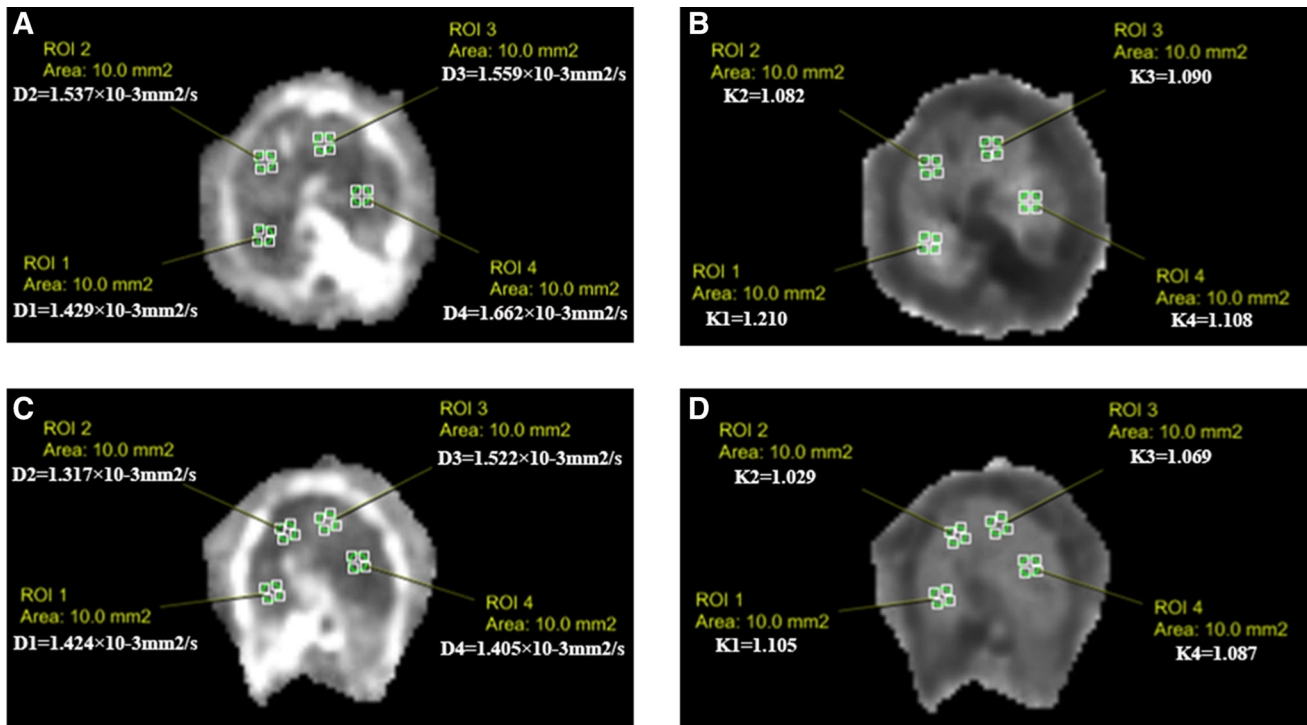 A
ROI 2
Area: 10.0 mm2
D2=1.537×10-3mm2/s
ROI 3
Area: 10.0 mm2
D3=1.559×10-3mm2/s
ROI 1
Area: 10.0 mm2
D1=1.429×10-3mm2/s
ROI 4
Area: 10.0 mm2
D4=1.662×10-3mm2/s
B
ROI 2
Area: 10.0 mm2
K2=1.082
ROI 3
Area: 10.0 mm2
K3=1.090
ROI 1
Area: 10.0 mm2
K1=1.210
ROI 4
Area: 10.0 mm2
K4=1.108
C
ROI 2
Area: 10.0 mm2
D2=1.317×10-3mm2/s
ROI 3
Area: 10.0 mm2
D3=1.522×10-3mm2/s
ROI 1
Area: 10.0 mm2
D1=1.424×10-3mm2/s
ROI 4
Area: 10.0 mm2
D4=1.405×10-3mm2/s
D
ROI 2
Area: 10.0 mm2
K2=1.029
ROI 3
Area: 10.0 mm2
K3=1.069
ROI 1
Area: 10.0 mm2
K1=1.105
ROI 4
Area: 10.0 mm2
K4=1.087